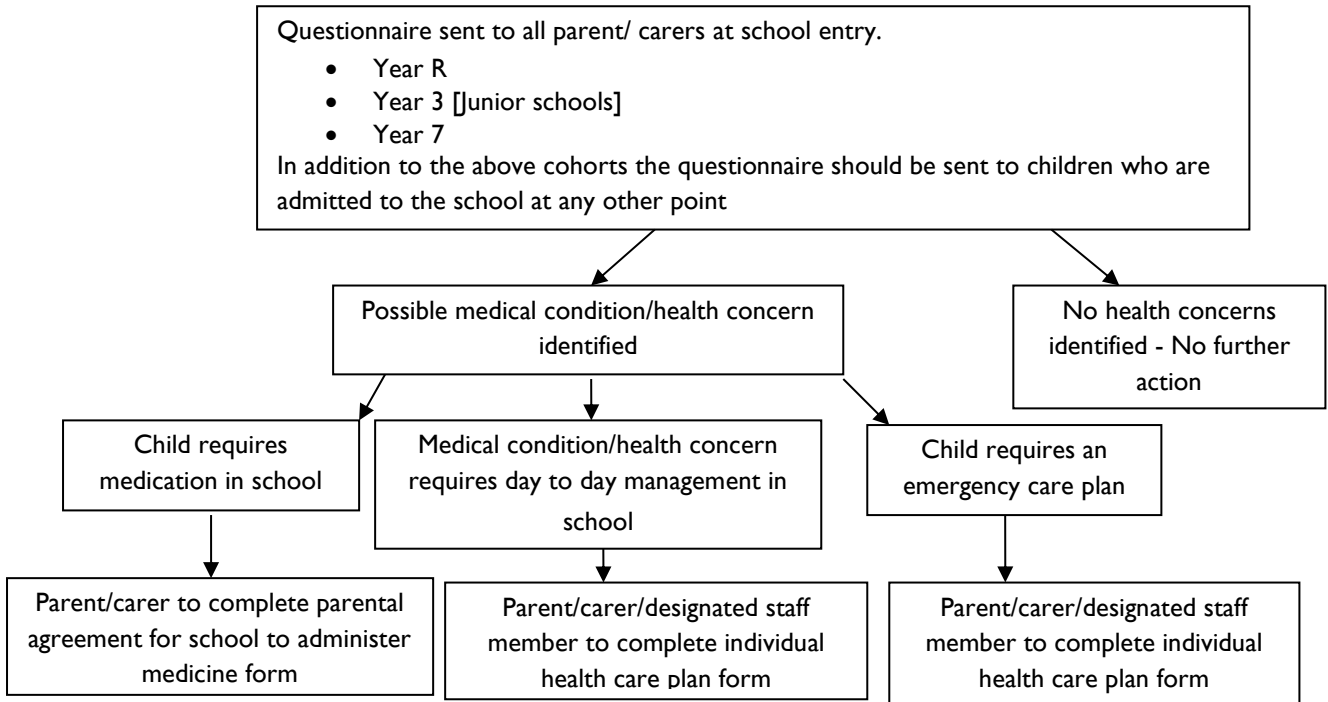 Questionnaire sent to all parent/ carers at school entry.
• Year R
• Year 3 [Junior schools]
• Year 7
In addition to the above cohorts the questionnaire should be sent to children who are
admitted to the school at any other point
Possible medical condition/health concern
identified
No health concerns
identified - No further
action
Child requires
medication in school
Medical condition/health concern
requires day to day management in
school
Child requires an
emergency care plan
Parent/carer to complete parental
agreement for school to administer
medicine form
Parent/carer/designated staff
member to complete individual
health care plan form
Parent/carer/designated staff
member to complete individual
health care plan form